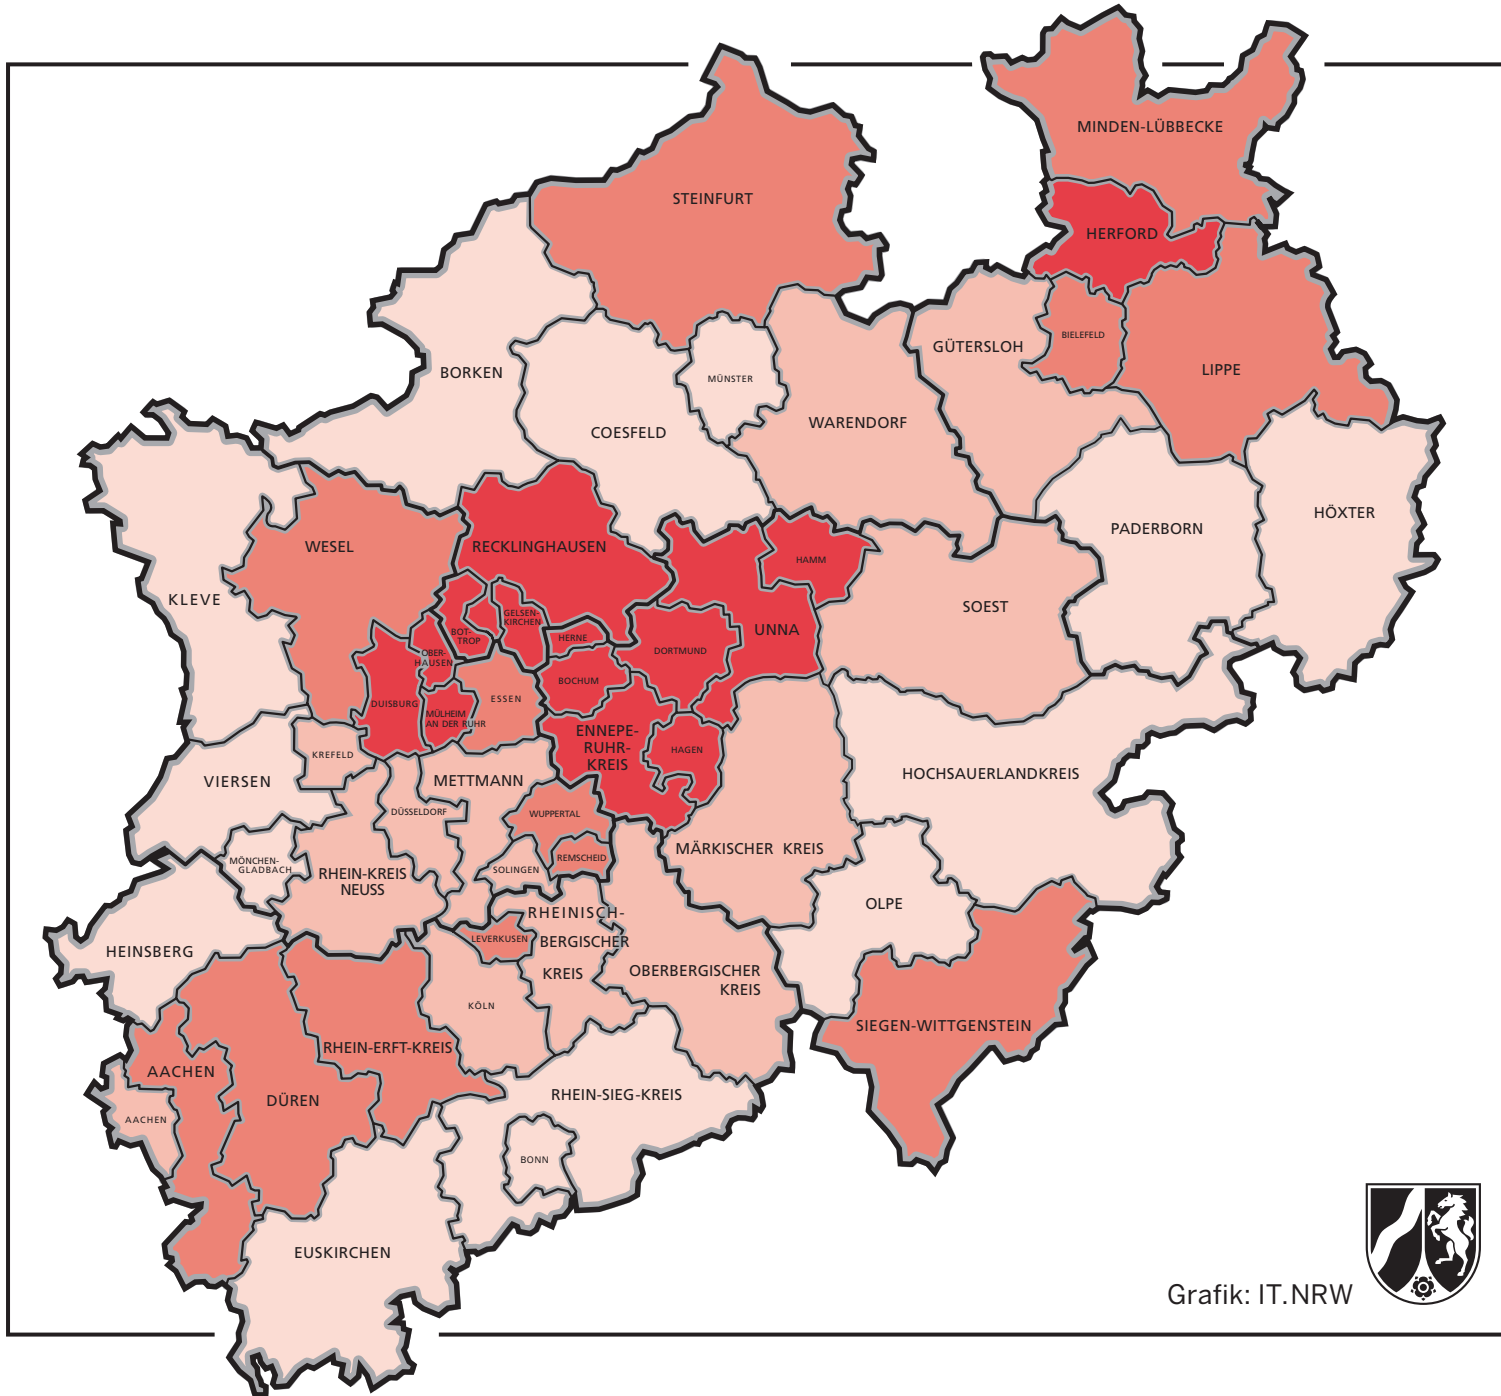 MINDEN-LÜBBECKE
STEINFURT
HERFORD
BIELEFELD
GÜTERSLOH
LIPPE
BORKEN
MÜNSTER
COESFELD
WARENDORF
HÖXTER
PADERBORN
WESEL
RECKLINGHAUSEN
HAMM
KLEVE
SOEST
GELSEN-
KIRCHEN
BOT-
TROP
HERNE
UNNA
OBER-
HAUSEN
DORTMUND
BOCHUM
DUISBURG
ESSEN
MÜLHEIM
AN DER RUHR
ENNEPE-
RUHR-
KREIS
HAGEN
KREFELD
VIERSEN
METTMANN
HOCHSAUERLANDKREIS
DÜSSELDORF
WUPPERTAL
MÄRKISCHER KREIS
MÖNCHEN-
GLADBACH
RHEIN-KREIS
NEUSS
SOLINGEN
REMSCHEID
OLPE
RHEINISCH-
BERGISCHER
KREIS
LEVERKUSEN
HEINSBERG
OBERBERGISCHER
KREIS
KÖLN
SIEGEN-WITTGENSTEIN
RHEIN-ERFT-KREIS
AACHEN
DÜREN
RHEIN-SIEG-KREIS
AACHEN
BONN
EUSKIRCHEN
Grafik: IT.NRW